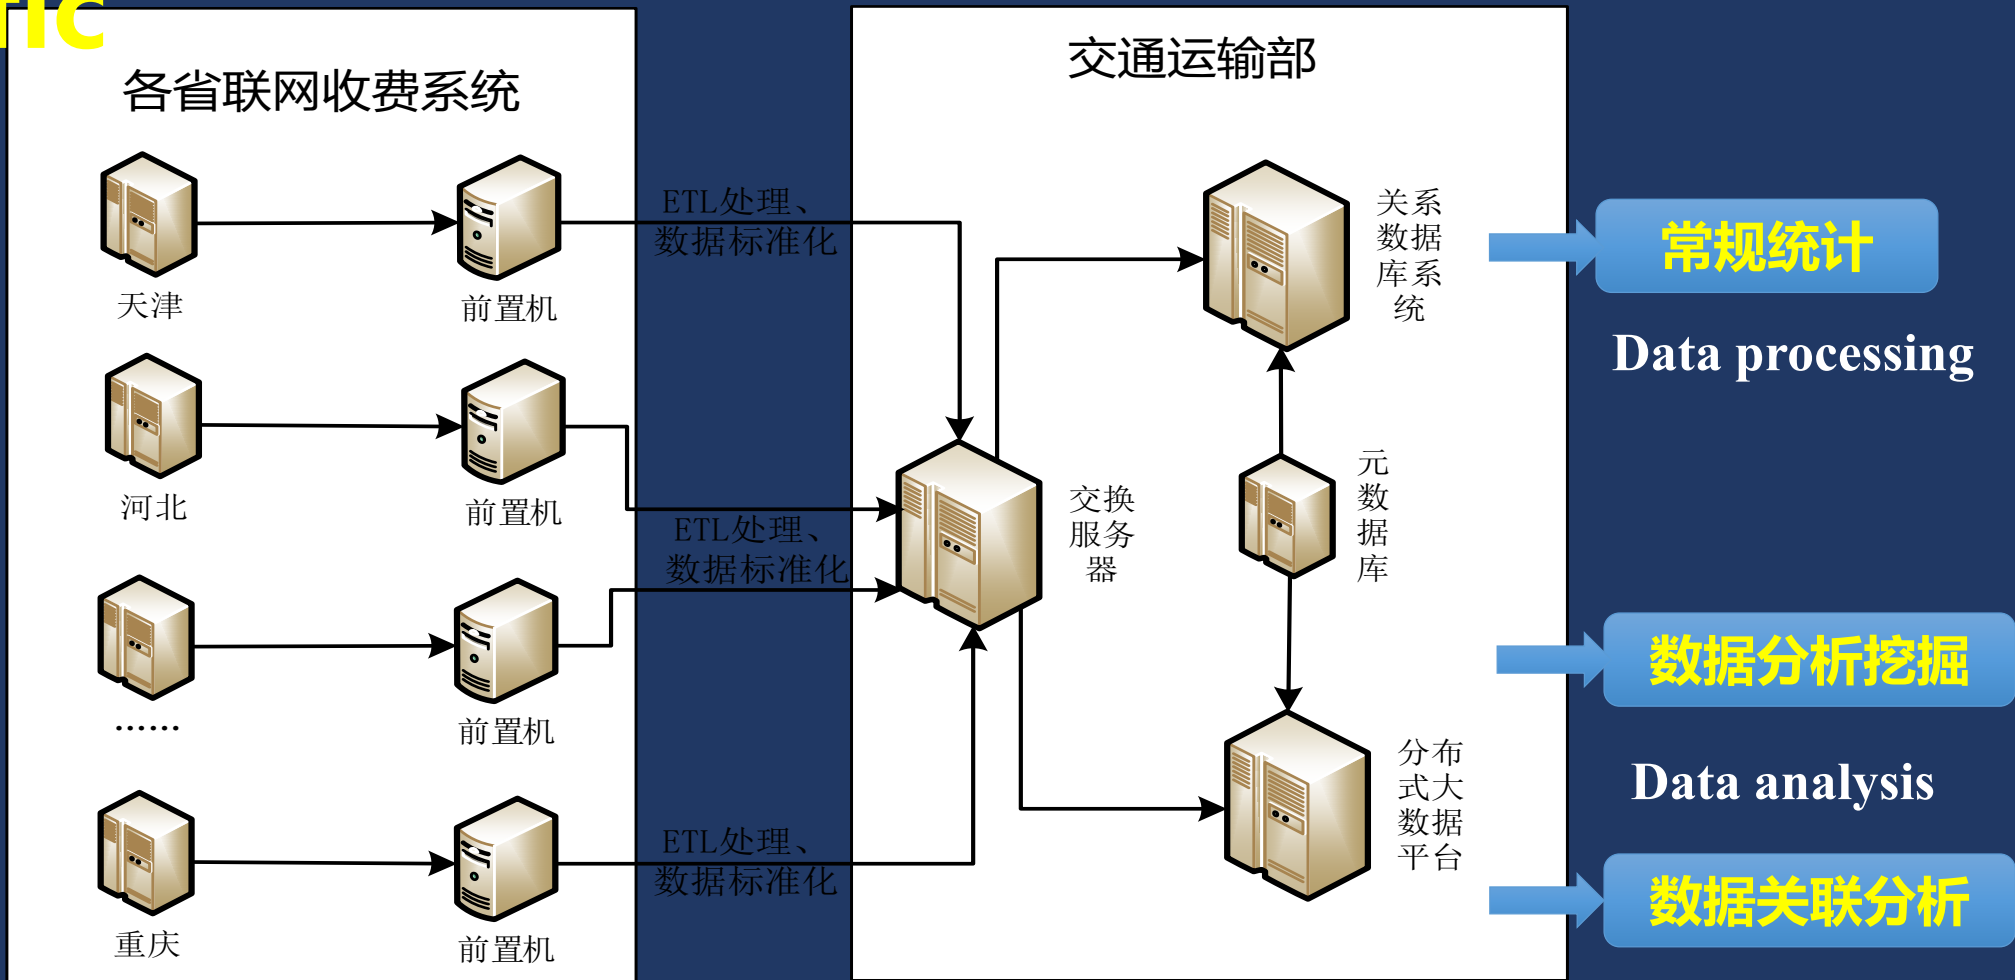 各省联网收费系统
天津
前置机
河北
前置机
……
前置机
重庆
前置机
ETL处理、
数据标准化
ETL处理、
数据标准化
ETL处理、
数据标准化
交通运输部
交换
服务
器
关系
数据
库系
统
元
数
据
库
分布
式大
数据
平台
常规统计
Data processing
数据分析挖掘
Data analysis
数据关联分析